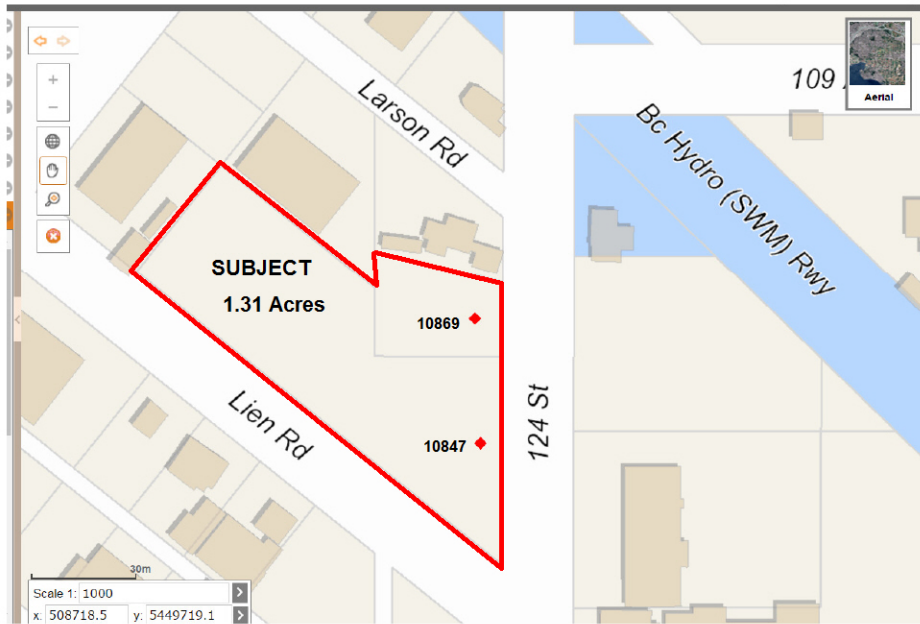 Larson Rd
109
Aerial
Bc Hydro (SWM) Rwy
SUBJECT
1.31 Acres
10869
Lien Rd
124 St
10847
30m
Scale 1: 1000
x: 508718.5 y: 5449719.1